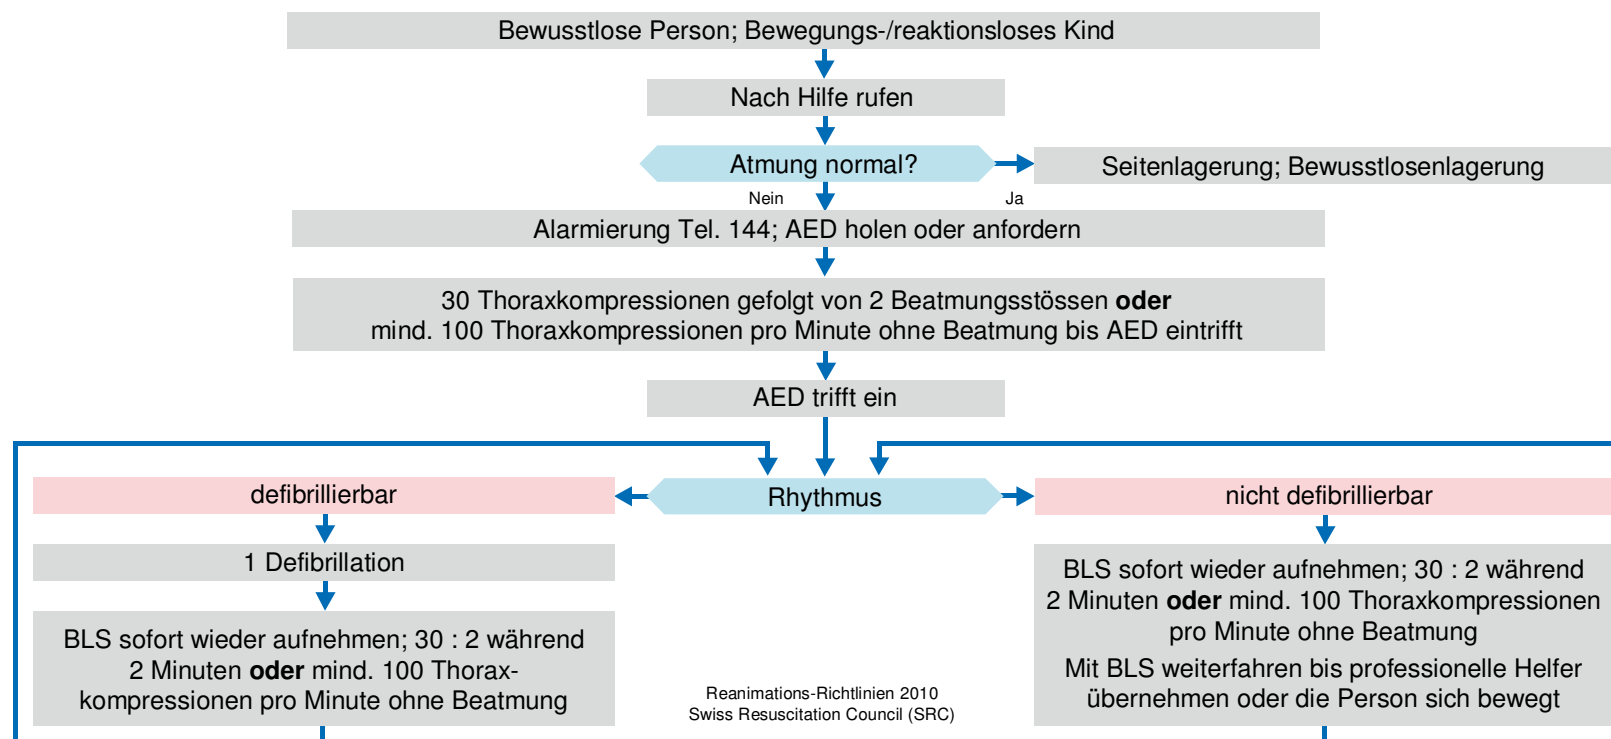 Bewusstlose Person; Bewegungs-/reaktionsloses Kind
Nach Hilfe rufen
Atmung normal?
Seitenlagerung; Bewusstlosenlagerung
Nein
Ja
Alarmierung Tel. 144; AED holen oder anfordern
30 Thoraxkompressionen gefolgt von 2 Beatmungsstössen oder
mind. 100 Thoraxkompressionen pro Minute ohne Beatmung bis AED eintrifft
AED trifft ein
defibrillierbar
Rhythmus
nicht defibrillierbar
1 Defibrillation
BLS sofort wieder aufnehmen; 30 : 2 während
2 Minuten oder mind. 100 Thorax-
kompressionen pro Minute ohne Beatmung
BLS sofort wieder aufnehmen; 30 : 2 während
2 Minuten oder mind. 100 Thoraxkompressionen
pro Minute ohne Beatmung
Mit BLS weiterfahren bis professionelle Helfer
übernehmen oder die Person sich bewegt
Reanimations-Richtlinien 2010
Swiss Resuscitation Council (SRC)